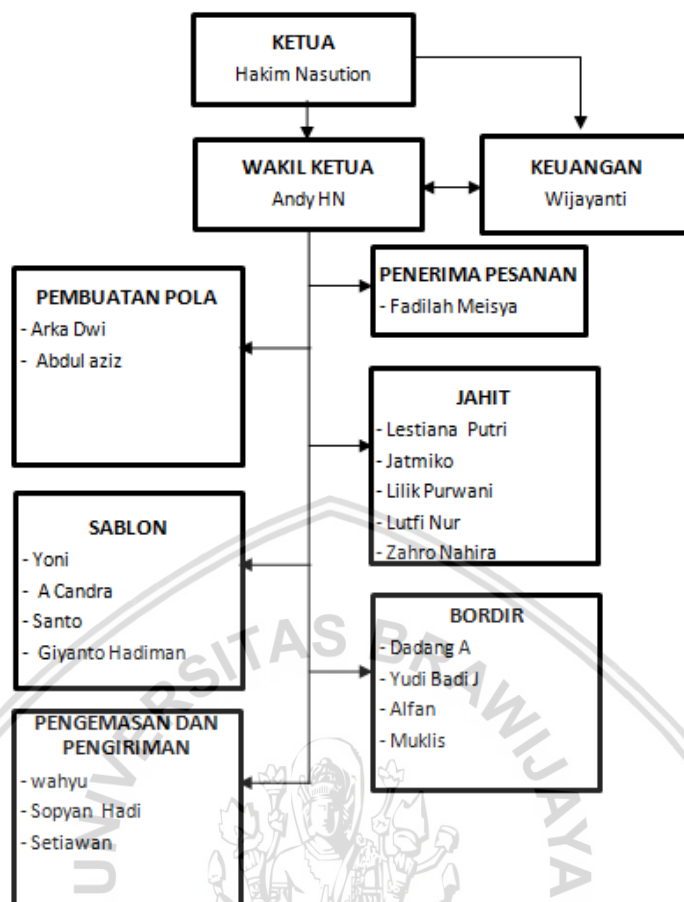 KETUA
Hakim Nasution
WAKIL KETUA
Andy HN
KEUANGAN
Wijayanti
PENERIMA PESANAN
- Fadilah Meisya
PEMBUATAN POLA
- Arka Dwi
- Abdul aziz
JAHIT
- Lestiana Putri
- Jatmiko
- Lilik Purwani
- Lutfi Nur
- Zahro Nahira
SABLON
- Yoni
- A Candra
- Santo
- Giyanto Hadiman
BORDIR
- Dadang A
- Yudi Badi J
- Alfan
- Muklis
PENGEMASAN DAN
PENGIRIMAN
- wahyu
- Sopyan Hadi
- Setiawan
UNIVERSITAS BRAWIJAYA